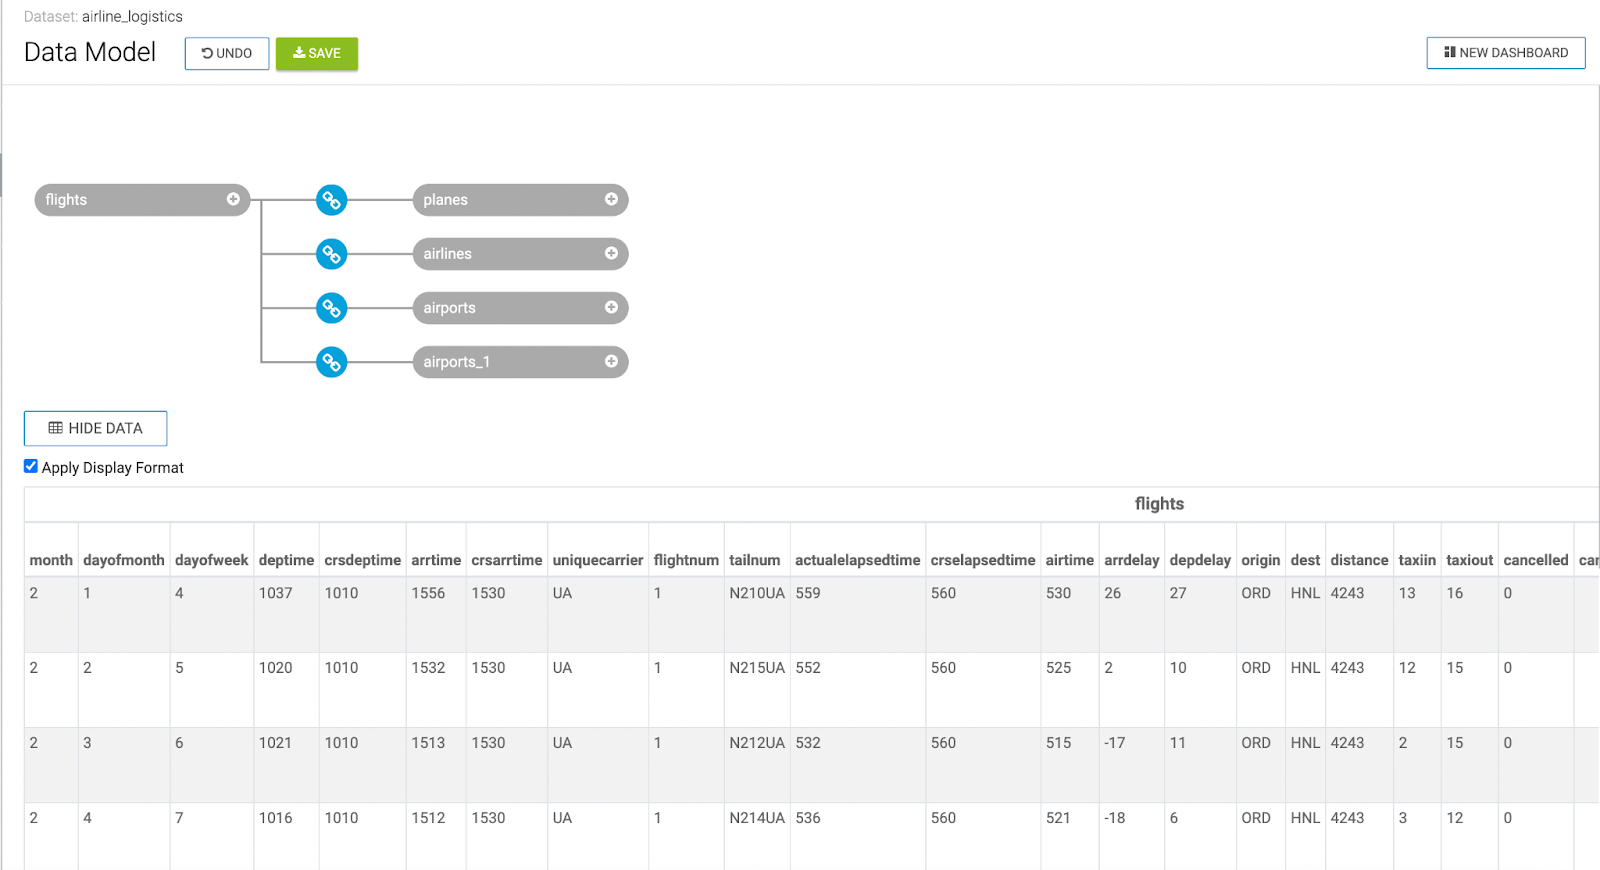 Dataset: airline_logistics
Data Model UNDO SAVE NEW DASHBOARD
flights planes
airlines
airports
airports_1
HIDE DATA
Apply Display Format
flights
month dayofmonth dayofweek deptime crsdeptime arrtime crsarrtime uniquecarrier flightnum tailnum actualelapsedtime crselapsedtime airtime arrdelay depdelay origin dest distance taxiin taxiout cancelled
2 1 4 1037 1010 1556 1530 UA 1 N210UA 559 560 530 26 27 ORD HNL 4243 13 16 0
2 2 5 1020 1010 1532 1530 UA 1 N215UA 552 560 525 2 10 ORD HNL 4243 12 15 0
2 3 6 1021 1010 1513 1530 UA 1 N212UA 532 560 515 -17 11 ORD HNL 4243 2 15 0
2 4 7 1016 1010 1512 1530 UA 1 N214UA 536 560 521 -18 6 ORD HNL 4243 3 12 0